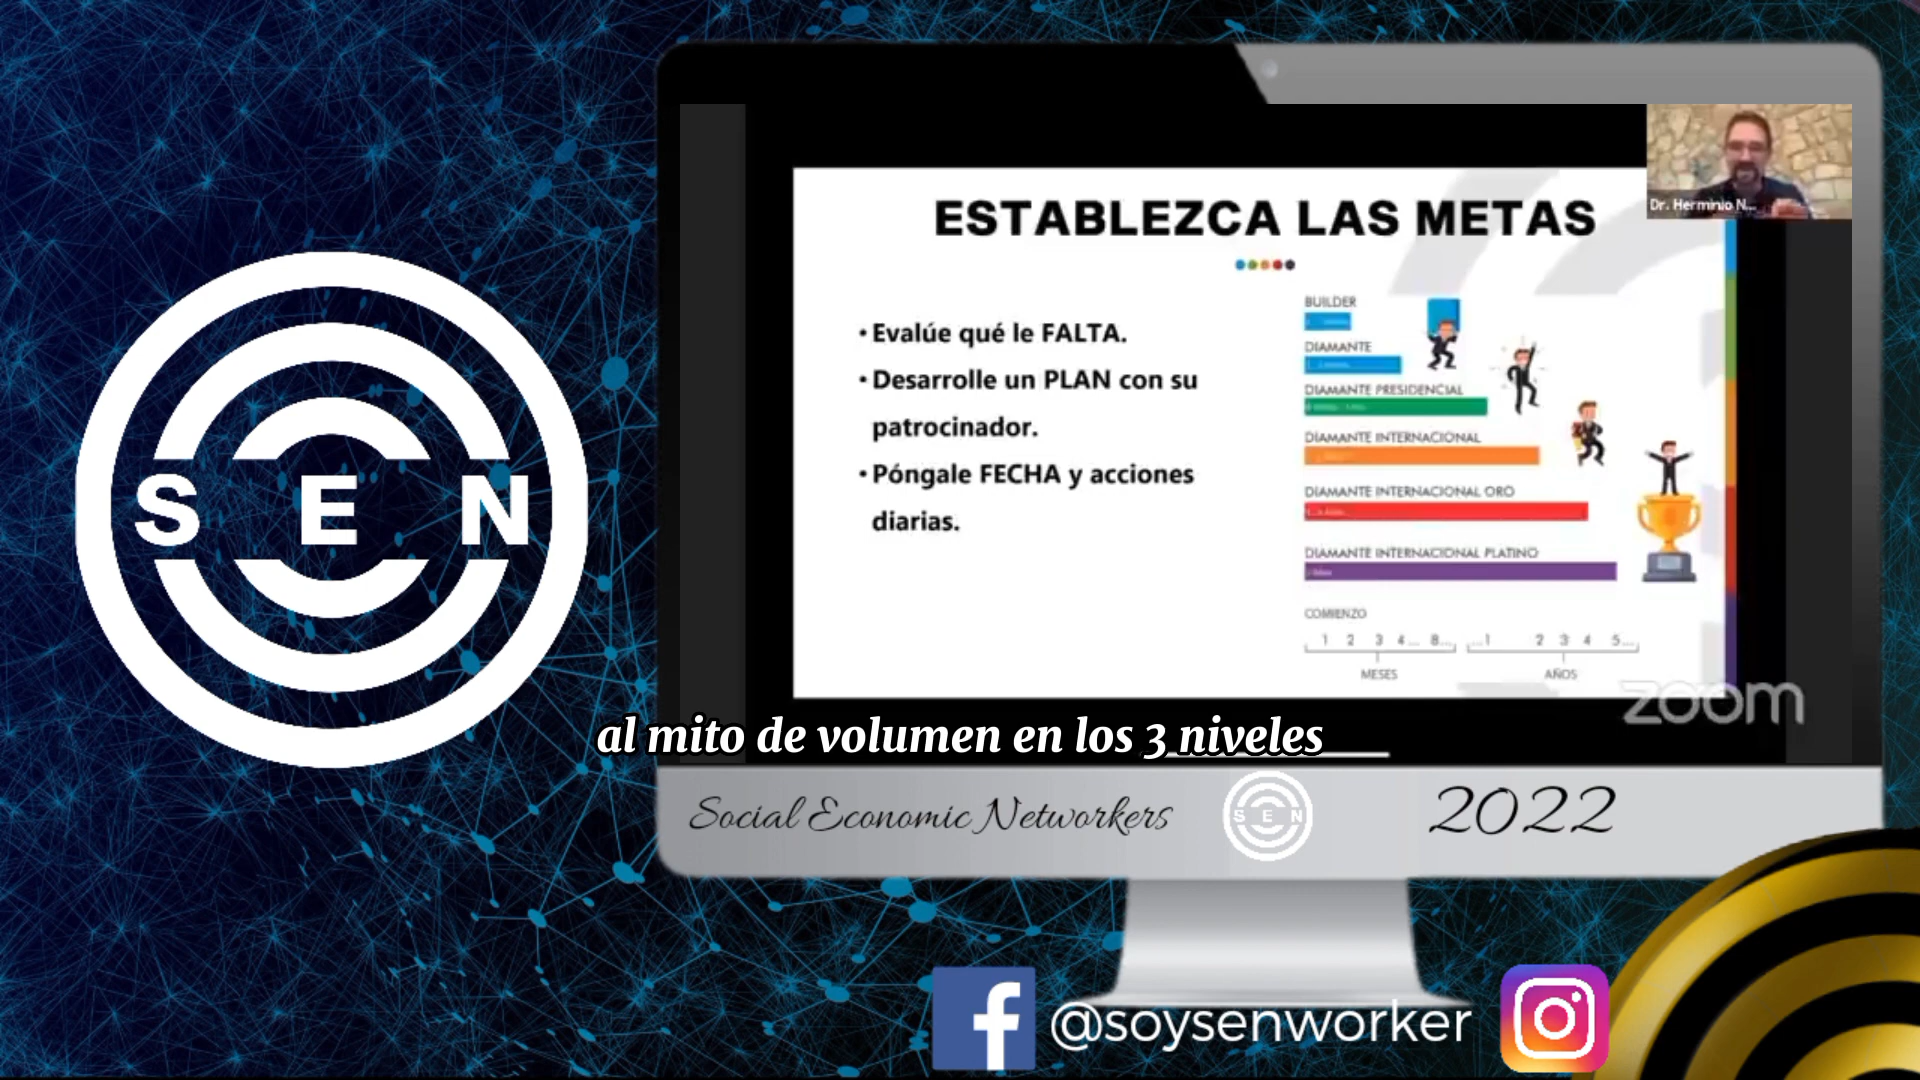 S E N
ESTABLEZCA LAS METAS
Dr. Herminio N...
• Evalúe qué le FALTA.
• Desarrolle un PLAN con su
patrocinador.
• Póngale FECHA y acciones
diarias.
BUILDER
DIAMANTE
DIAMANTE PRESIDENCIAL
DIAMANTE INTERNACIONAL
DIAMANTE INTERNACIONAL ORO
DIAMANTE INTERNACIONAL PLATINO
COMIENZO
1 2 3 4... 8... ...1 2 3 4 5...
MESES AÑOS
zoom
al mito de volumen en los 3 niveles
Social Economic Networkers S E N 2022
f @soysenworker